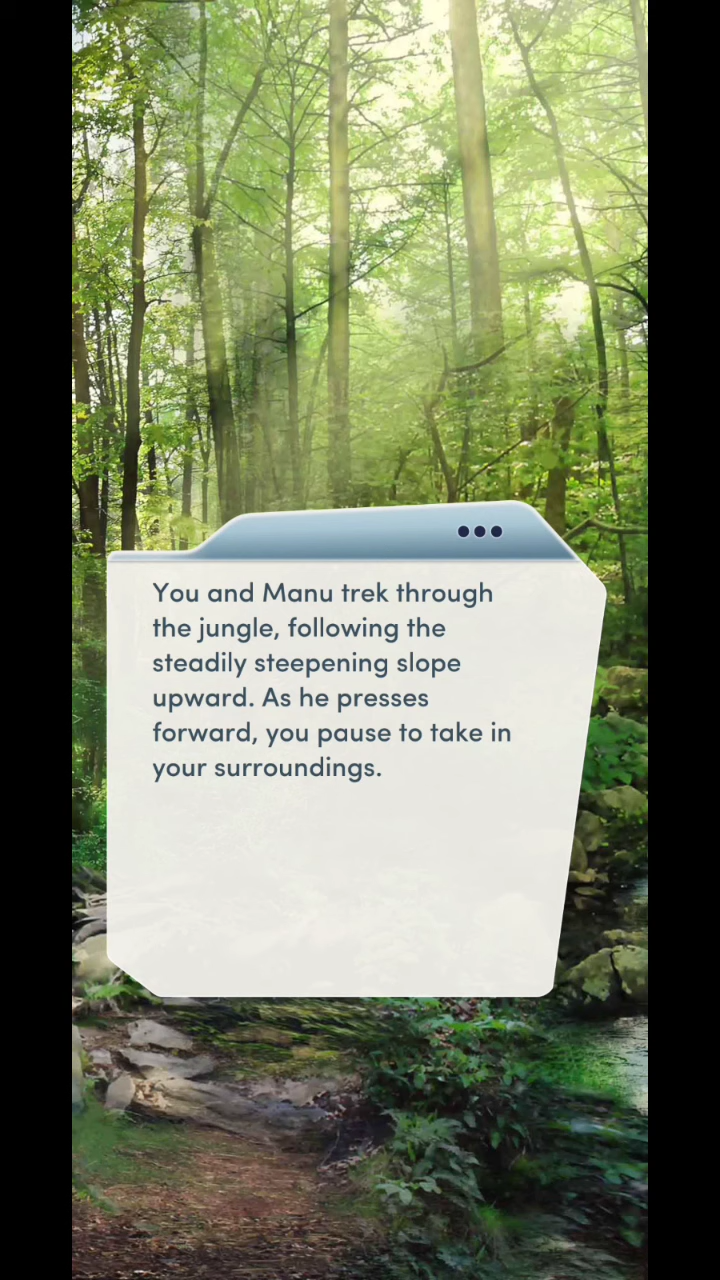 You and Manu trek through
the jungle, following the
steadily steepening slope
upward. As he presses
forward, you pause to take in
your surroundings.